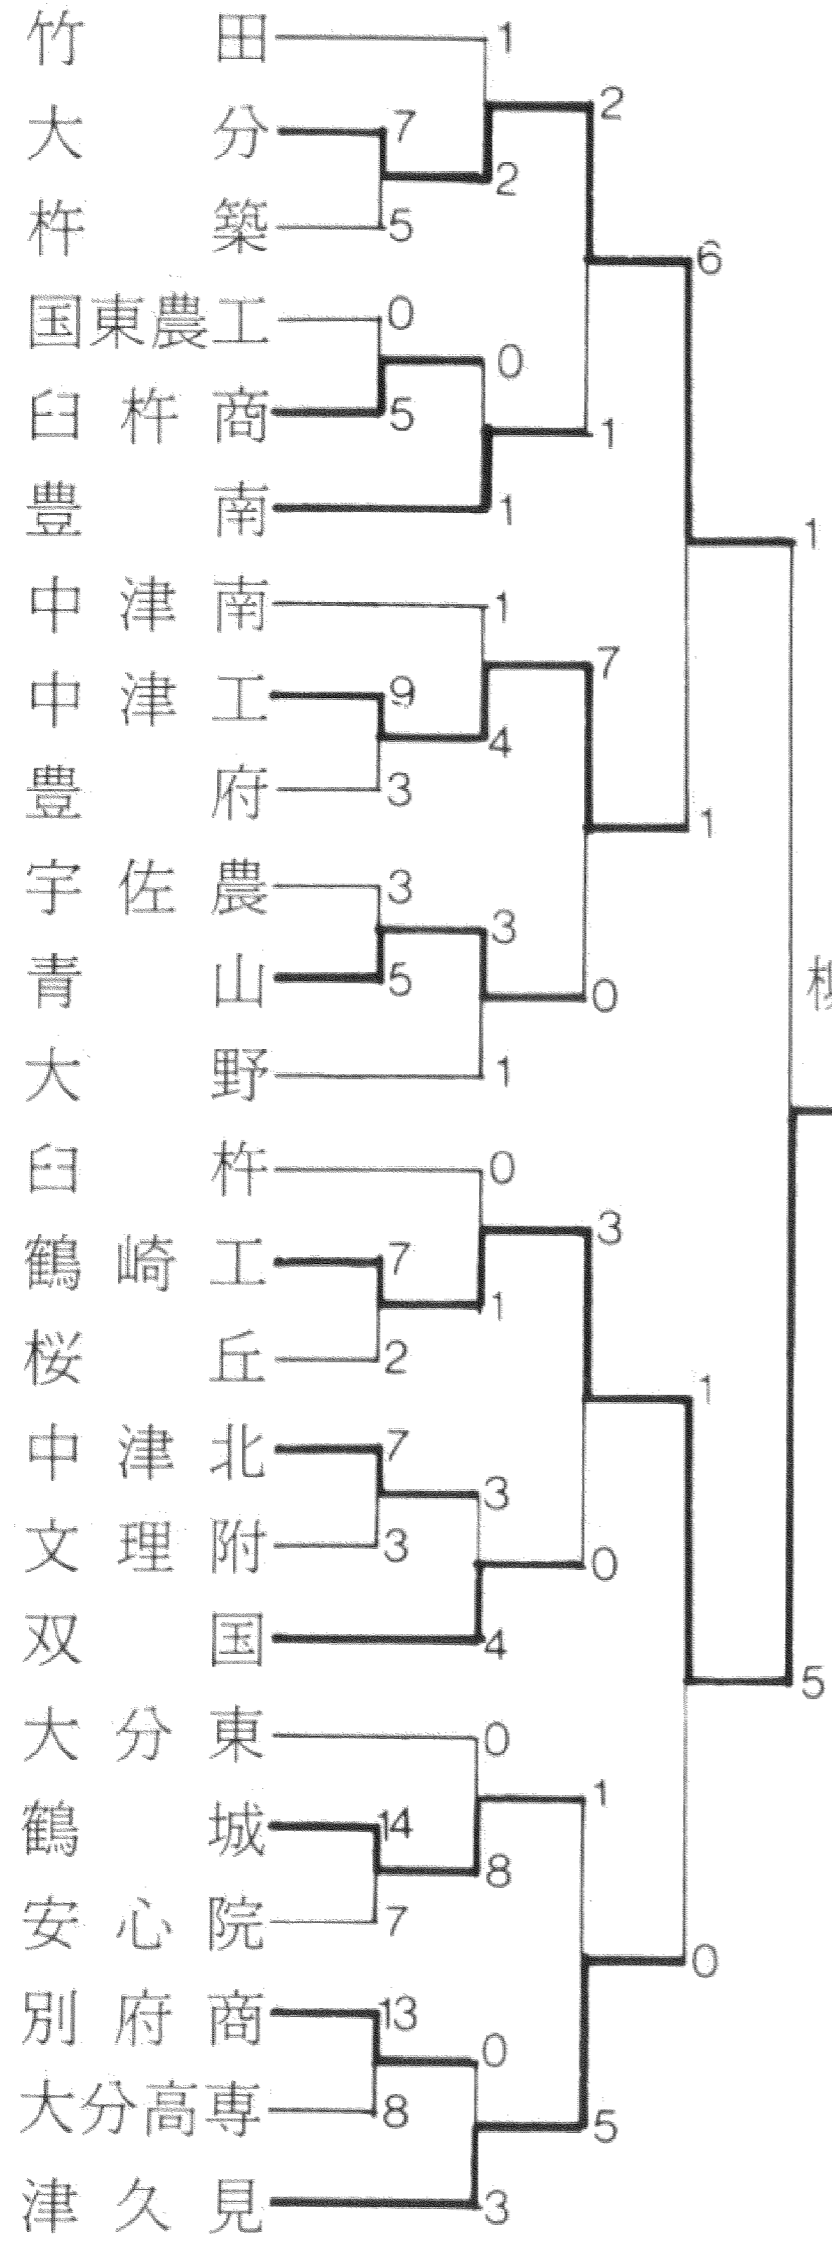 竹田 1
2
大分 7
2
杵築 5
6
国東農工 0
0
臼杵商 5
1
豊南 1
1
中津南 1
7
中津工 9
4
豊府 3
1
宇佐農 3
3
青山 5
0
大野 1
臼杵 0
3
鶴崎工 7
1
桜丘 2
1
中津北 7
3
文理附 3
0
双国 4
5
大分東 0
1
鶴城 14
8
安心院 7
0
別府商 13
0
大分高専 8
5
津久見 3